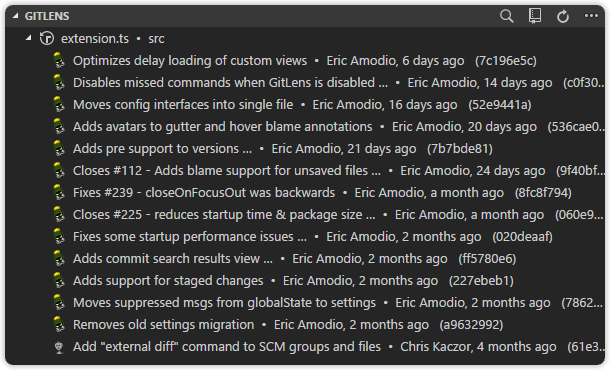 GITLENS
extension.ts • src
Optimizes delay loading of custom views • Eric Amodio, 6 days ago (7c196e5c)
Disables missed commands when GitLens is disabled ... • Eric Amodio, 14 days ago (c0f30...
Moves config interfaces into single file • Eric Amodio, 16 days ago (52e9441a)
Adds avatars to gutter and hover blame annotations • Eric Amodio, 20 days ago (536cae0...
Adds pre support to versions ... • Eric Amodio, 21 days ago (7b7bde81)
Closes #112 - Adds blame support for unsaved files ... • Eric Amodio, 24 days ago (9f40bf...
Fixes #239 - closeOnFocusOut was backwards • Eric Amodio, a month ago (8fc8f794)
Closes #225 - reduces startup time & package size ... • Eric Amodio, a month ago (060e9...
Fixes some startup performance issues ... • Eric Amodio, 2 months ago (020deaaf)
Adds commit search results view ... • Eric Amodio, 2 months ago (ff5780e6)
Adds support for staged changes • Eric Amodio, 2 months ago (227ebeb1)
Moves suppressed msgs from globalState to settings • Eric Amodio, 2 months ago (7862...
Removes old settings migration • Eric Amodio, 2 months ago (a9632992)
Add "external diff" command to SCM groups and files • Chris Kaczor, 4 months ago (61e3...